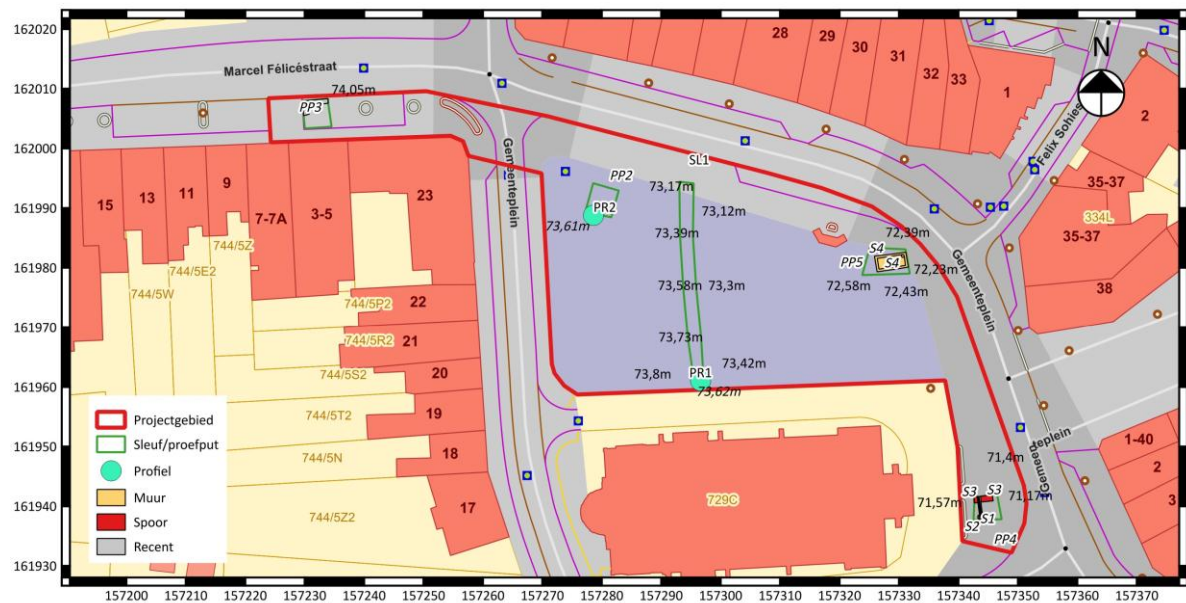 162020
162010
162000
161990
161980
161970
161960
161950
161940
161930
157200 157210 157220 157230 157240 157250 157260 157270 157280 157290 157300 157310 157320 157330 157340 157350 157360 157370
N
Marcel Félicéstraat
74,05m
PP3
28
29
30
31
32
33
1
2
Felix Sohies
35-37
334L
35-37
38
Gemeenteplein
SL1
15
13
11
9
7-7A
3-5
23
744/5Z
744/5E2
744/5W
744/5P2
22
744/5R2
21
744/5S2
20
744/5T2
19
744/5N
18
744/5Z2
17
PP2
PR2
73,61m
73,17m
73,12m
73,39m
73,58m
73,3m
73,73m
73,42m
73,8m
PR1
73,62m
72,39m
S4
S4
PP5
72,23m
72,58m
72,43m
Gemeenteplein
729C
71,4m
71,57m
S3
S3
71,17m
S1
S2
PP4
1-40
2
3
Projectgebied
Sleuf/proefput
Profiel
Muur
Spoor
Recent